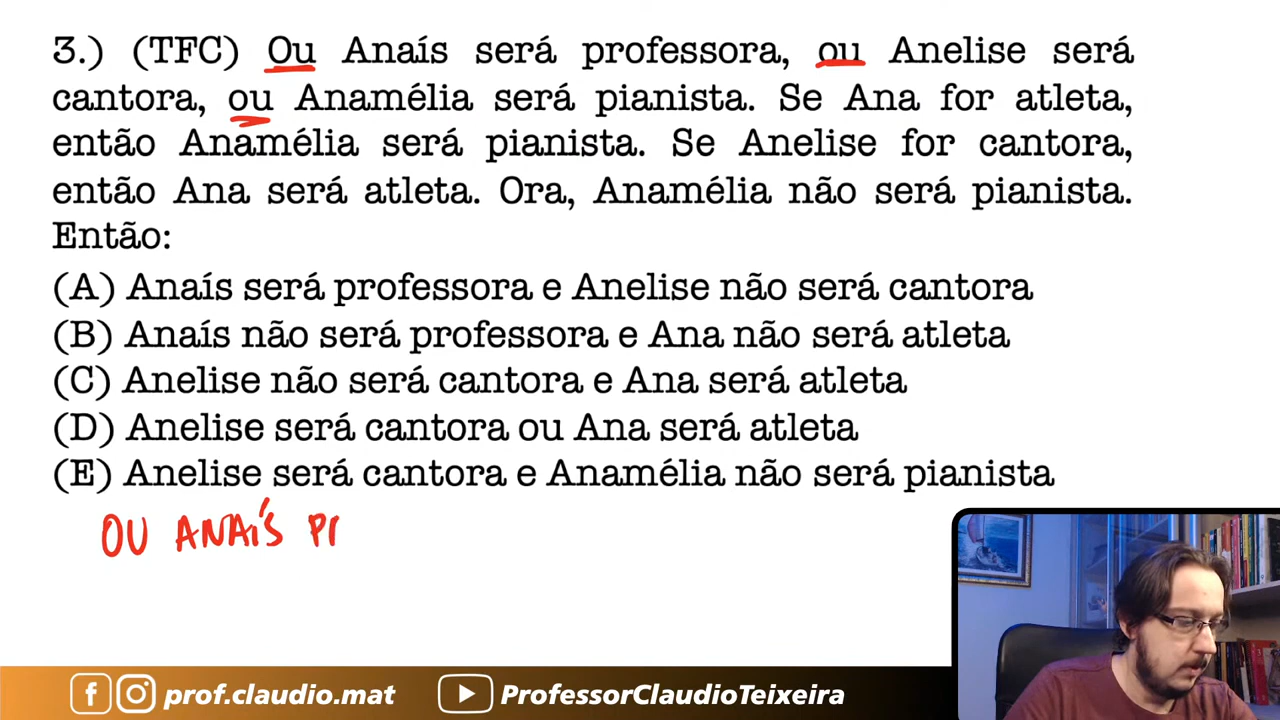 3.) (TFC) Ou Anaís será professora, ou Anelise será
cantora, ou Anamélia será pianista. Se Ana for atleta,
então Anamélia será pianista. Se Anelise for cantora,
então Ana será atleta. Ora, Anamélia não será pianista.
Então:
(A) Anaís será professora e Anelise não será cantora
(B) Anaís não será professora e Ana não será atleta
(C) Anelise não será cantora e Ana será atleta
(D) Anelise será cantora ou Ana será atleta
(E) Anelise será cantora e Anamélia não será pianista
OU ANAÍS PI
prof.claudio.mat
ProfessorClaudioTeixeira